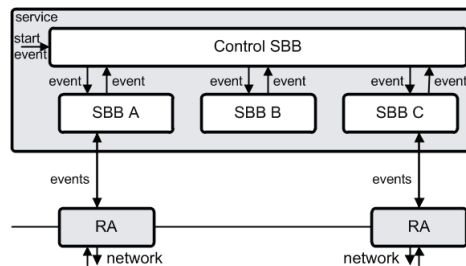 service
start
event
Control SBB
event event event event event event
SBB A SBB B SBB C
events events
RA RA
network network